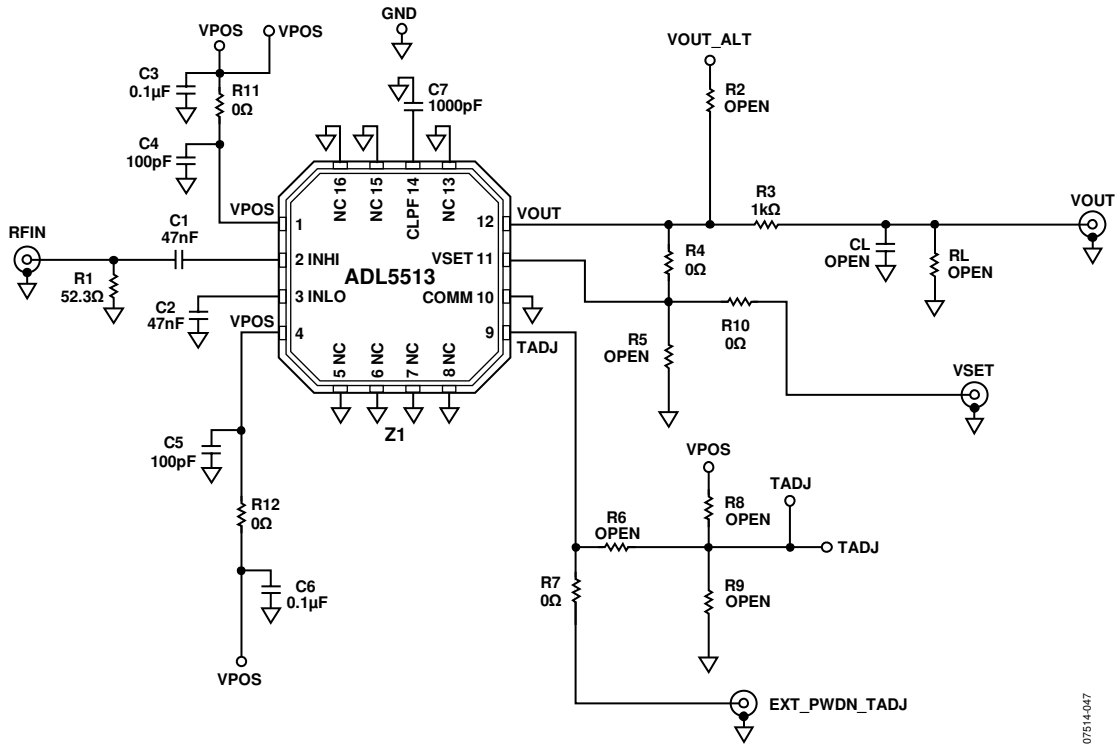 GND
VPOS
VPOS
VOUT_ALT
C3
0.1µF
R11
0Ω
C7
1000pF
R2
OPEN
C4
100pF
NC 16
NC 15
CLPF 14
NC 13
VPOS
1
12
VOUT
R3
1kΩ
VOUT
RFIN
C1
47nF
2 INHI
VSET 11
R4
0Ω
CL
OPEN
RL
OPEN
R1
52.3Ω
ADL5513
C2
47nF
3 INLO
COMM 10
R10
0Ω
VPOS
4
9
TADJ
R5
OPEN
5 NC
6 NC
7 NC
8 NC
VSET
Z1
C5
100pF
VPOS
TADJ
R12
0Ω
R8
OPEN
R6
OPEN
TADJ
R7
0Ω
R9
OPEN
C6
0.1µF
VPOS
EXT_PWDN_TADJ
07514-047